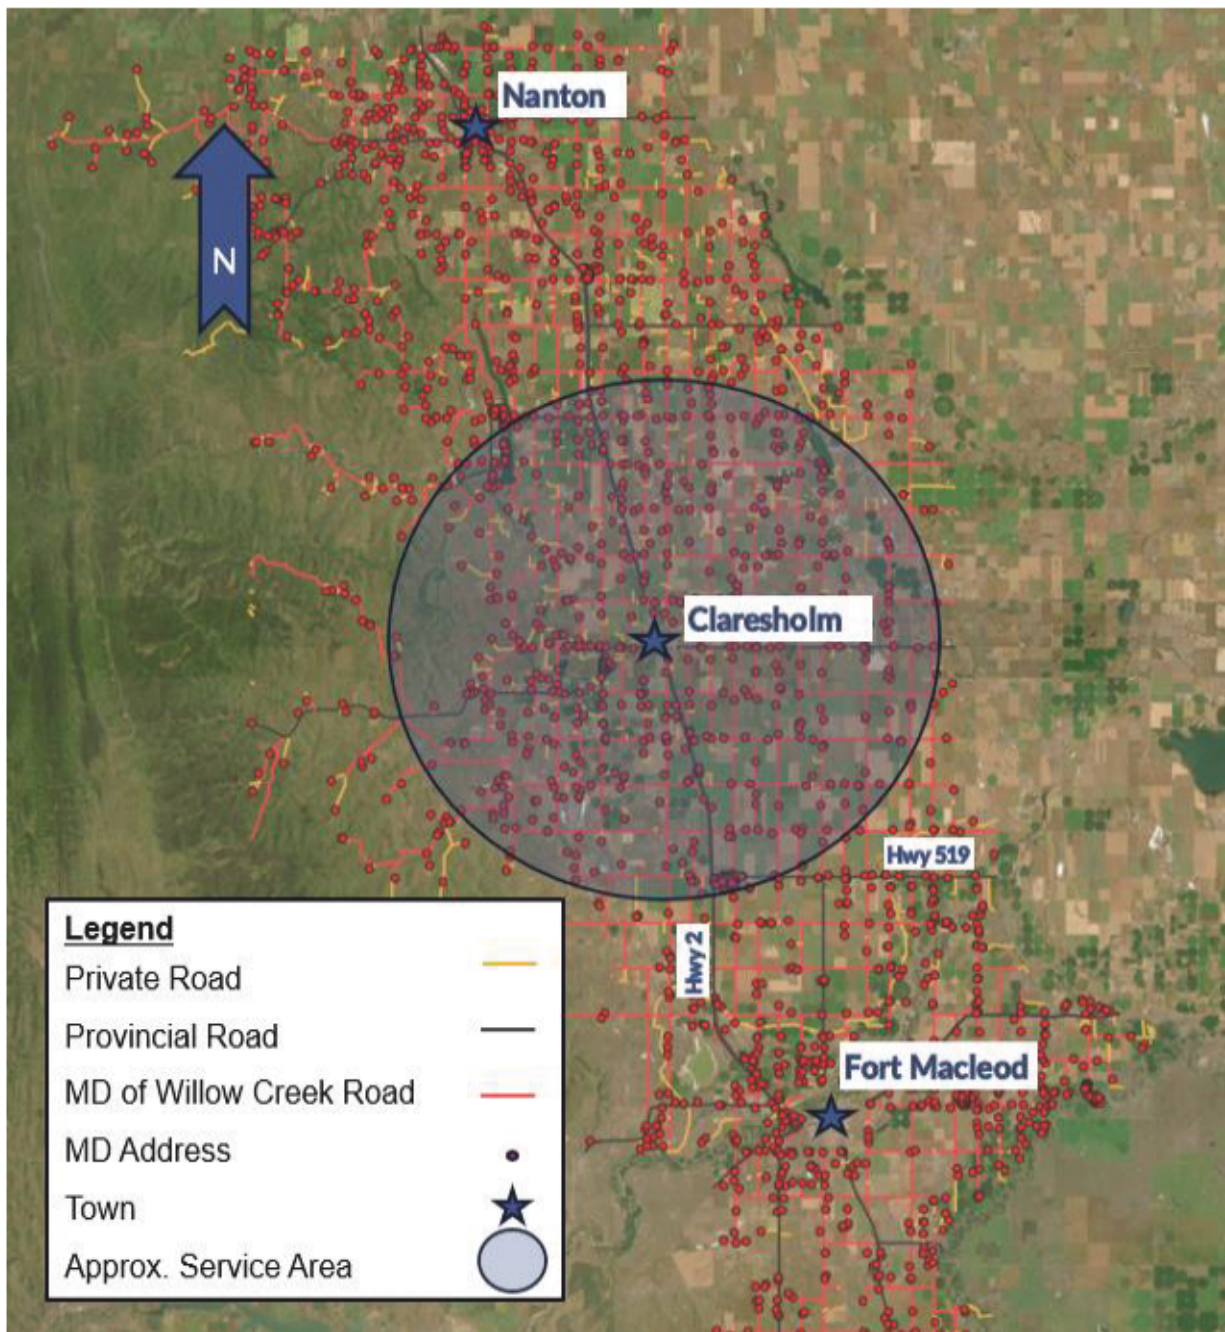 Nanton
N
Claresholm
Hwy 519
Hwy 2
Fort Macleod
Legend
Private Road
Provincial Road
MD of Willow Creek Road
MD Address
Town
Approx. Service Area